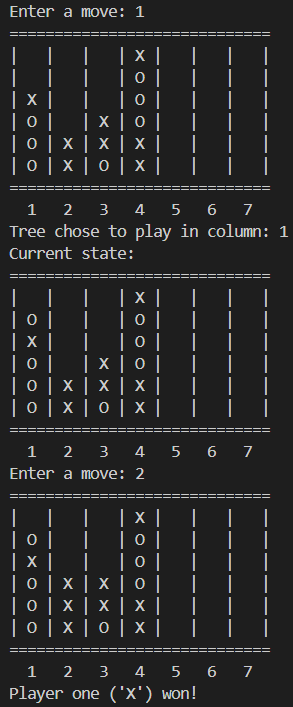 Enter a move: 1
=============================
|   |   |   | X |   |   |   |
|   |   |   | O |   |   |   |
| X |   |   | O |   |   |   |
| O |   | X | O |   |   |   |
| O | X | X | X |   |   |   |
| O | X | O | X |   |   |   |
=============================
  1   2   3   4   5   6   7
Tree chose to play in column: 1
Current state:
=============================
|   |   |   | X |   |   |   |
| O |   |   | O |   |   |   |
| X |   |   | O |   |   |   |
| O |   | X | O |   |   |   |
| O | X | X | X |   |   |   |
| O | X | O | X |   |   |   |
=============================
  1   2   3   4   5   6   7
Enter a move: 2
=============================
|   |   |   | X |   |   |   |
| O |   |   | O |   |   |   |
| X |   |   | O |   |   |   |
| O | X | X | O |   |   |   |
| O | X | X | X |   |   |   |
| O | X | O | X |   |   |   |
=============================
  1   2   3   4   5   6   7
Player one ('X') won!